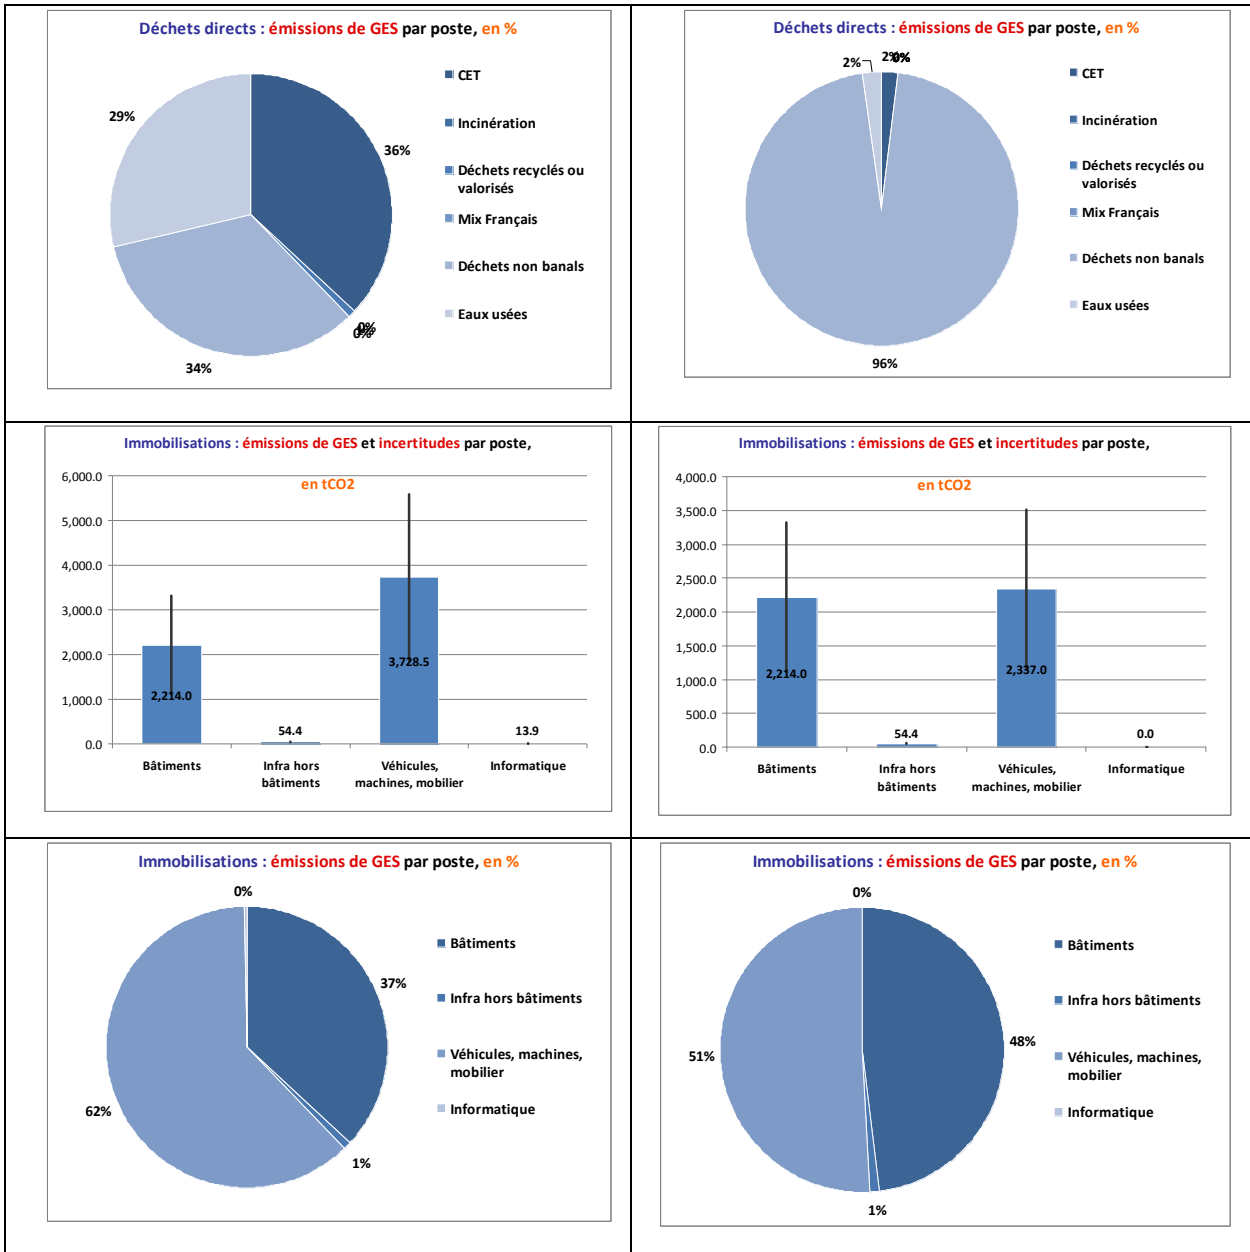 Déchets directs : émissions de GES par poste, en %
CET
Incinération
Déchets recyclés ou
valorisés
Mix Français
Déchets non banals
Eaux usées
29%
36%
0%
0%
34%
Déchets directs : émissions de GES par poste, en %
2%
2%
0%
CET
Incinération
Déchets recyclés ou
valorisés
Mix Français
Déchets non banals
Eaux usées
96%
Immobilisations : émissions de GES et incertitudes par poste,
en tCO2
6,000.0
5,000.0
4,000.0
3,000.0
2,000.0
1,000.0
0.0
2,214.0
54.4
3,728.5
13.9
Bâtiments
Infra hors
bâtiments
Véhicules,
machines, mobilier
Informatique
Immobilisations : émissions de GES et incertitudes par poste,
en tCO2
4,000.0
3,500.0
3,000.0
2,500.0
2,000.0
1,500.0
1,000.0
500.0
0.0
2,214.0
54.4
2,337.0
0.0
Bâtiments
Infra hors
bâtiments
Véhicules,
machines, mobilier
Informatique
Immobilisations : émissions de GES par poste, en %
0%
37%
62%
1%
Bâtiments
Infra hors bâtiments
Véhicules, machines,
mobilier
Informatique
Immobilisations : émissions de GES par poste, en %
0%
51%
48%
1%
Bâtiments
Infra hors bâtiments
Véhicules, machines,
mobilier
Informatique